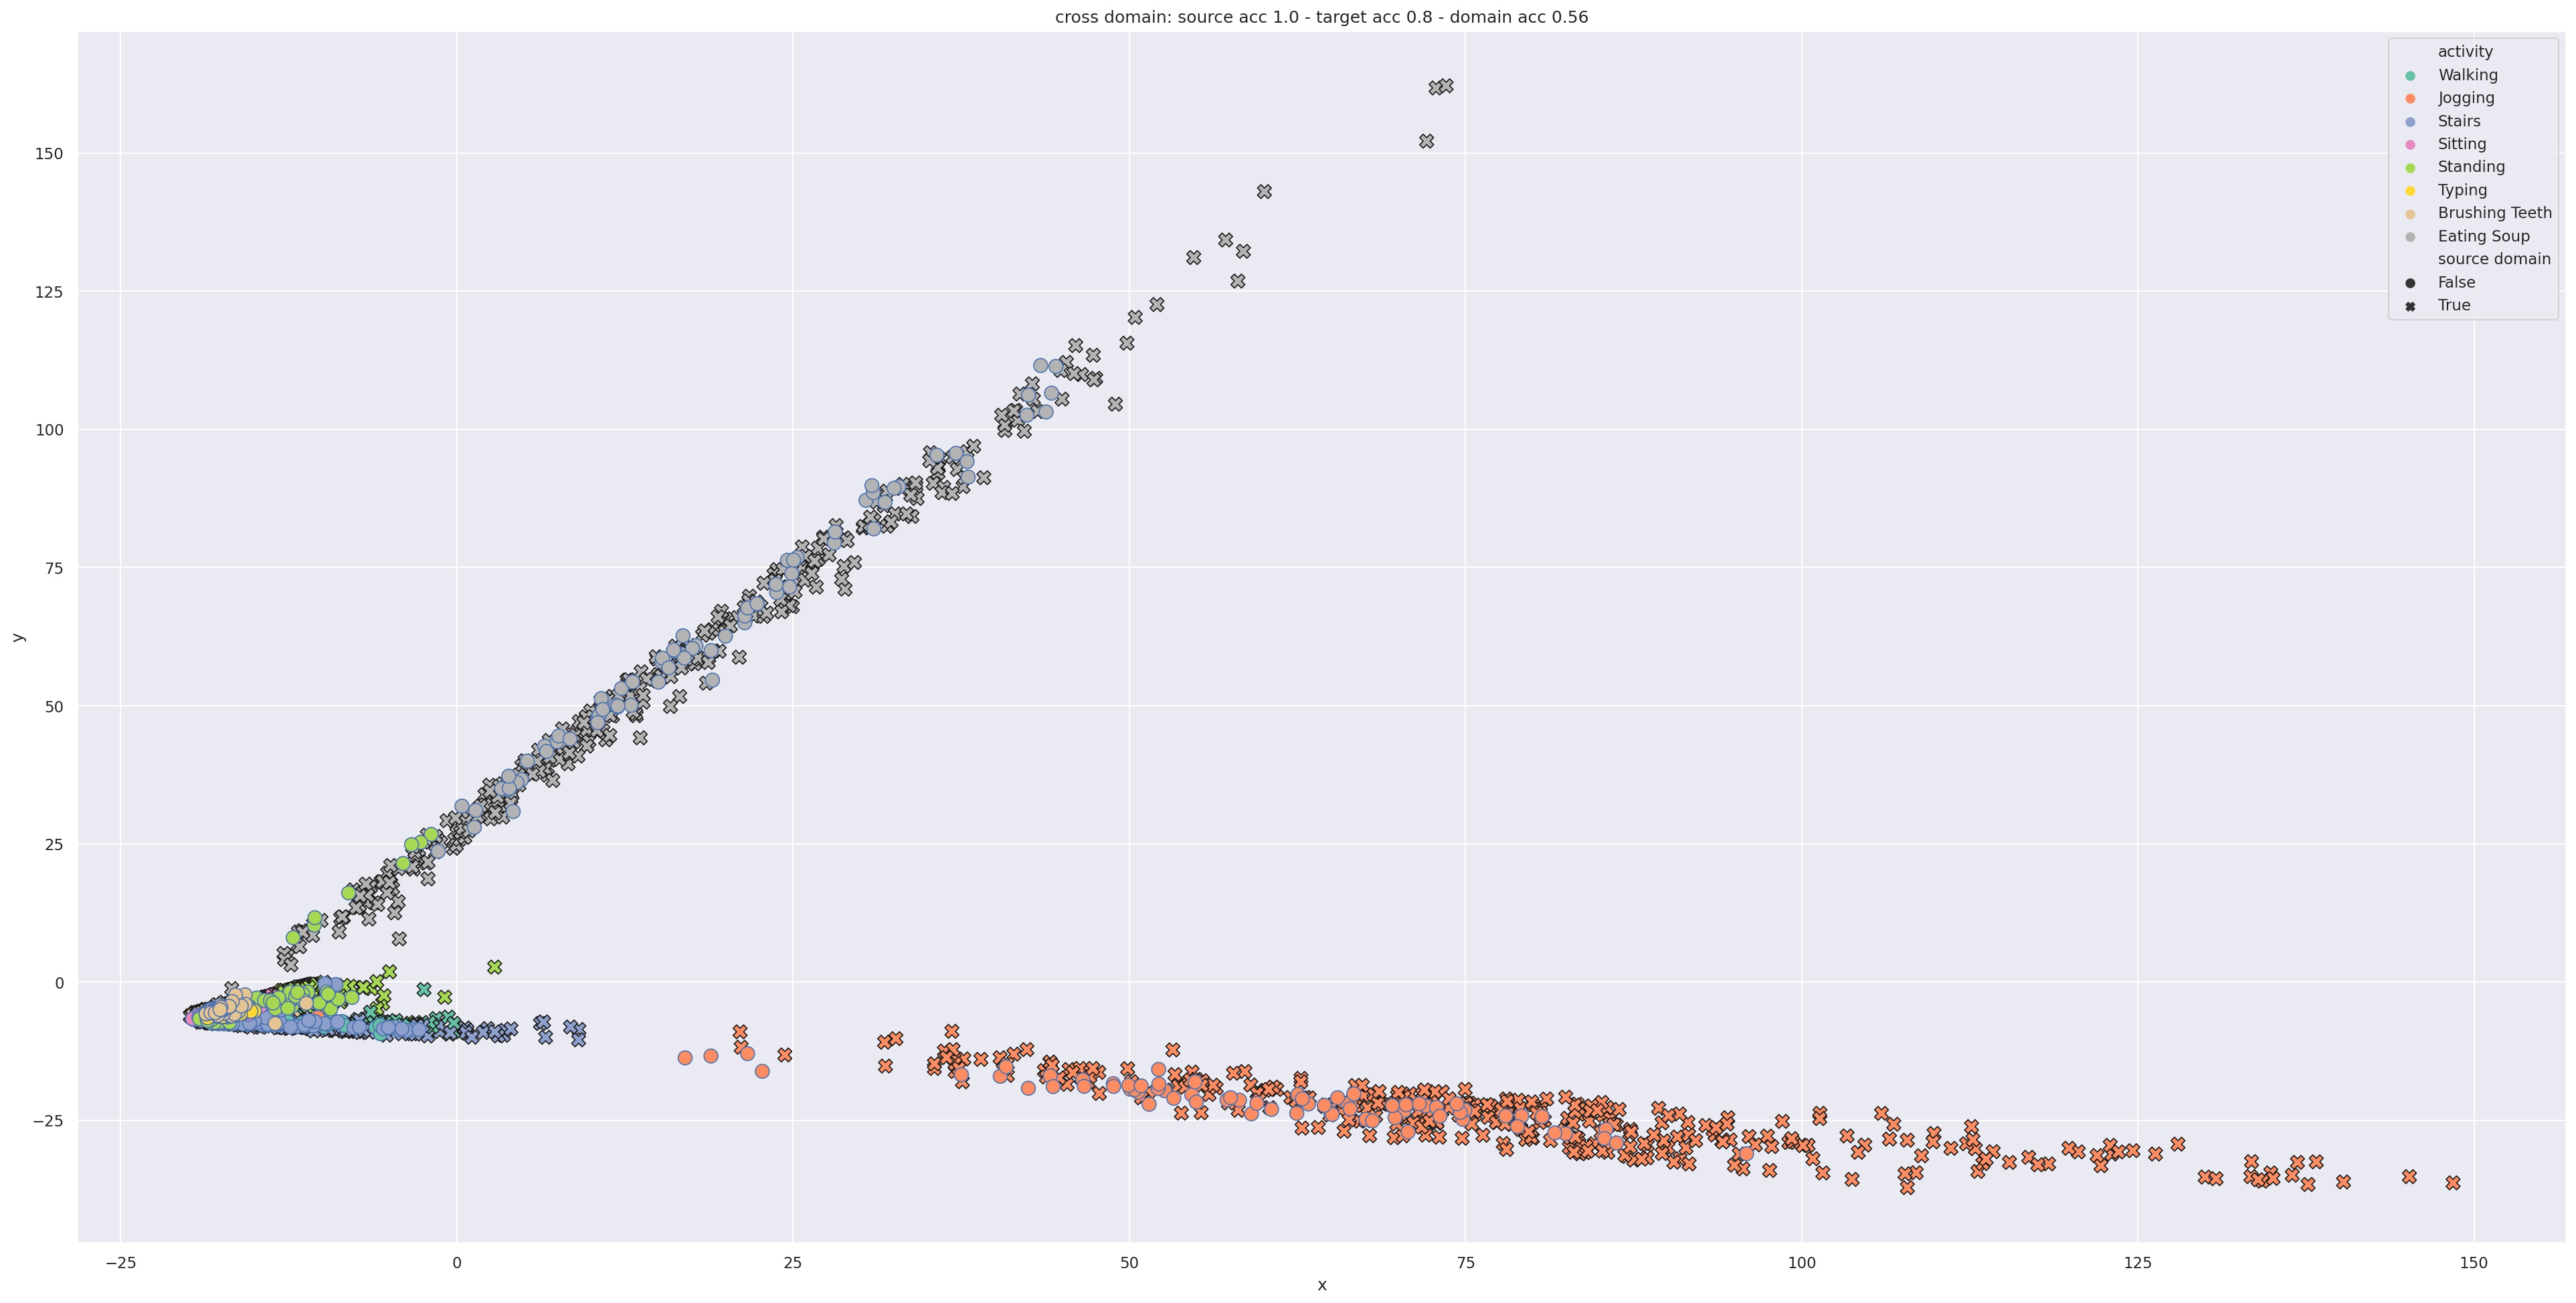 cross domain: source acc 1.0 - target acc 0.8 - domain acc 0.56
activity
Walking
Jogging
Stairs
Sitting
Standing
Typing
Brushing Teeth
Eating Soup
source domain
False
True
150
125
100
75
50
25
0
−25
y
−25 0 25 50 75 100 125 150
x